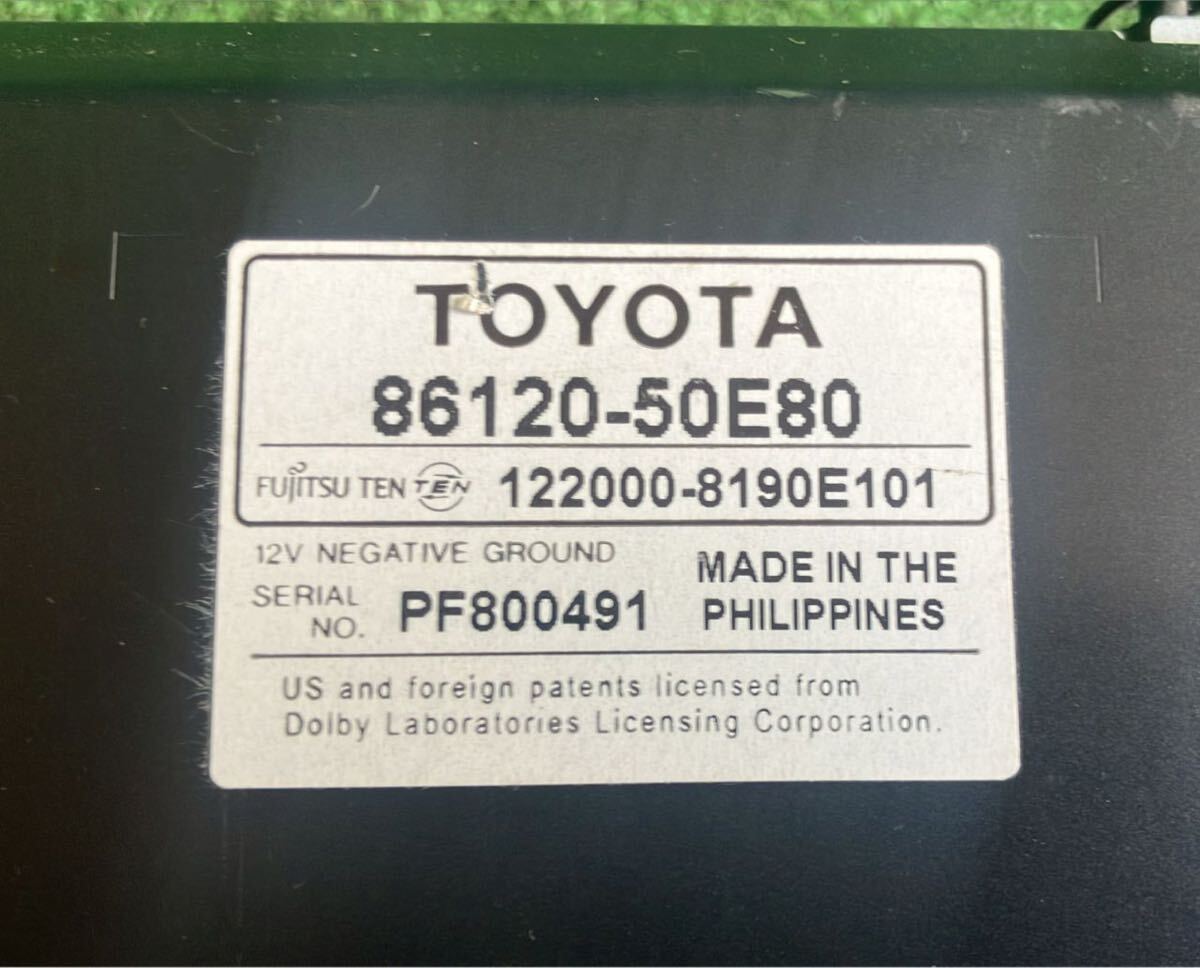 TOYOTA
86120-50E80
FUJITSU TEN TEN 122000-8190E101
12V NEGATIVE GROUND
SERIAL NO. PF800491
MADE IN THE
PHILIPPINES
US and foreign patents licensed from
Dolby Laboratories Licensing Corporation.